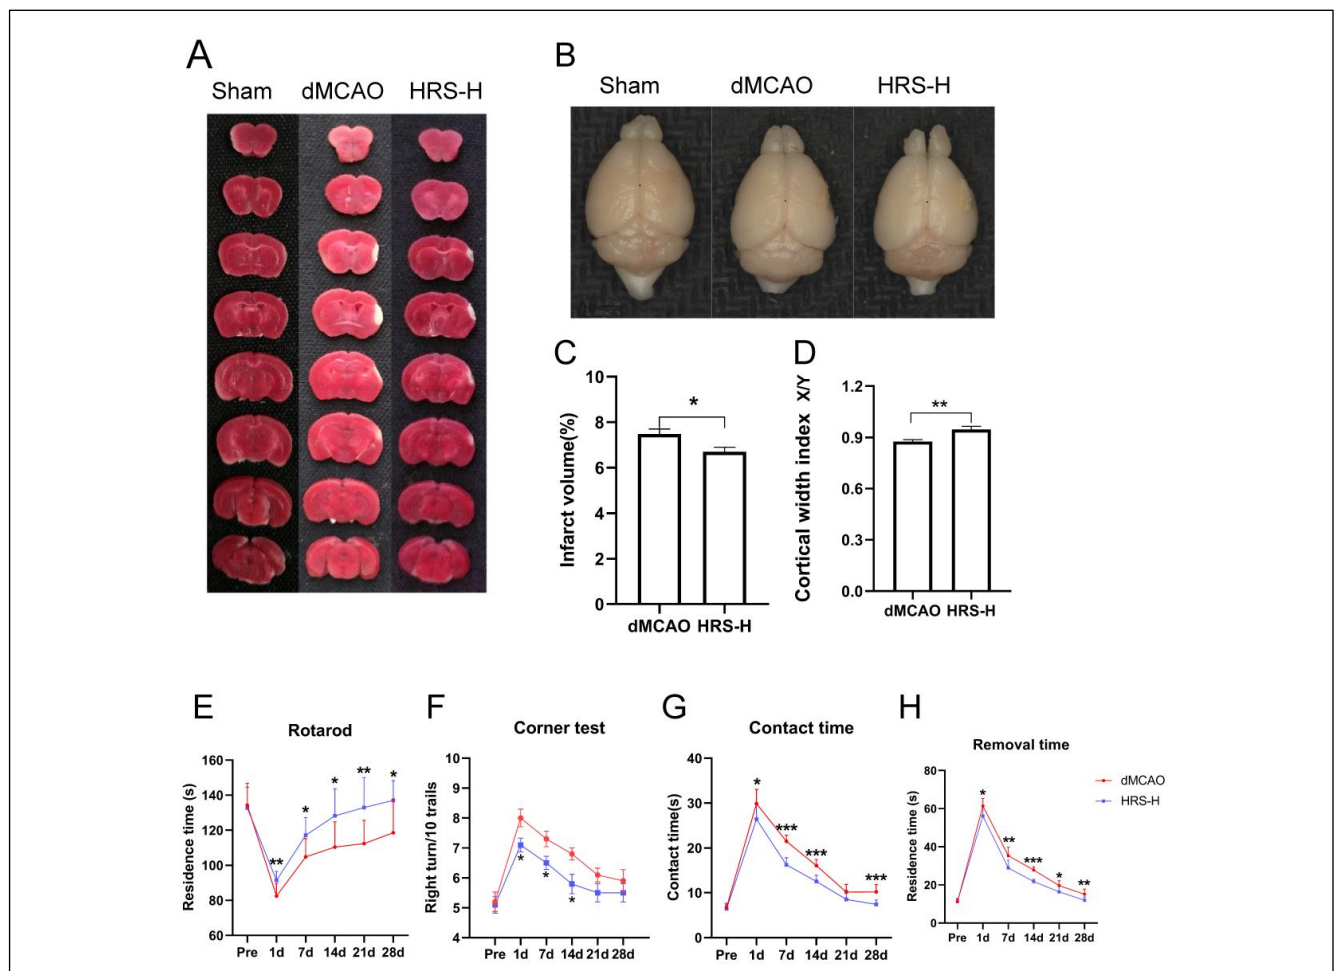 A
Sham dMCAO HRS-H
B
Sham dMCAO HRS-H
C
Infarct volume(%)
10
8
6
4
2
0
*
dMCAO HRS-H
D
Cortical width index X/Y
1.2
0.9
0.6
0.3
0.0
**
dMCAO HRS-H
E
Rotarod
Residence time (s)
160
140
120
100
80
60
** * * ** *
Pre 1d 7d 14d 21d 28d
F
Corner test
Right turn/10 trails
10
9
8
7
6
5
4
* * *
Pre 1d 7d 14d 21d 28d
G
Contact time
Contact time(s)
40
30
20
10
0
* *** *** ***
Pre 1d 7d 14d 21d 28d
H
Removal time
Residence time (s)
80
60
40
20
0
* ** *** * **
Pre 1d 7d 14d 21d 28d
dMCAO
HRS-H